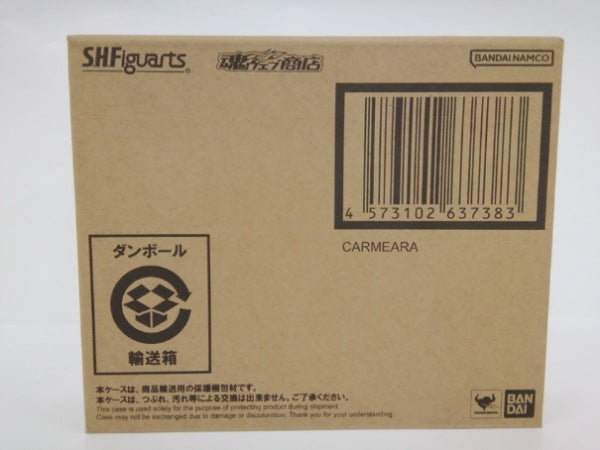 S.H.Figuarts
魂ウェブ商店
BANDAI NAMCO
4 573102 637383
CARMEARA
ダンボール
輸送箱
本ケースは、商品輸送用の保護梱包材です。
本ケースは、つぶれ、汚れ等による交換は出来ません。ご了承ください。
This case is used solely for the purpose of protecting product during shipment.
Case may not be exchanged due to damage or discoloration. Thank you for your understanding.
BAN
DAI